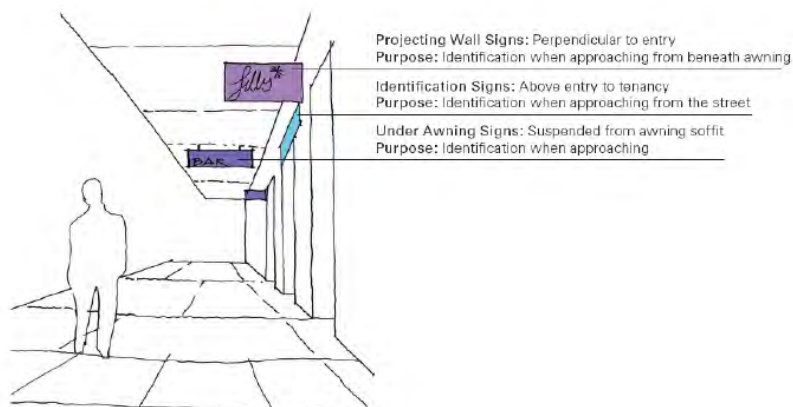 Projecting Wall Signs: Perpendicular to entry
Purpose: Identification when approaching from beneath awning
Identification Signs: Above entry to tenancy
Purpose: Identification when approaching from the street
Under Awning Signs: Suspended from awning soffit
Purpose: Identification when approaching
BAR